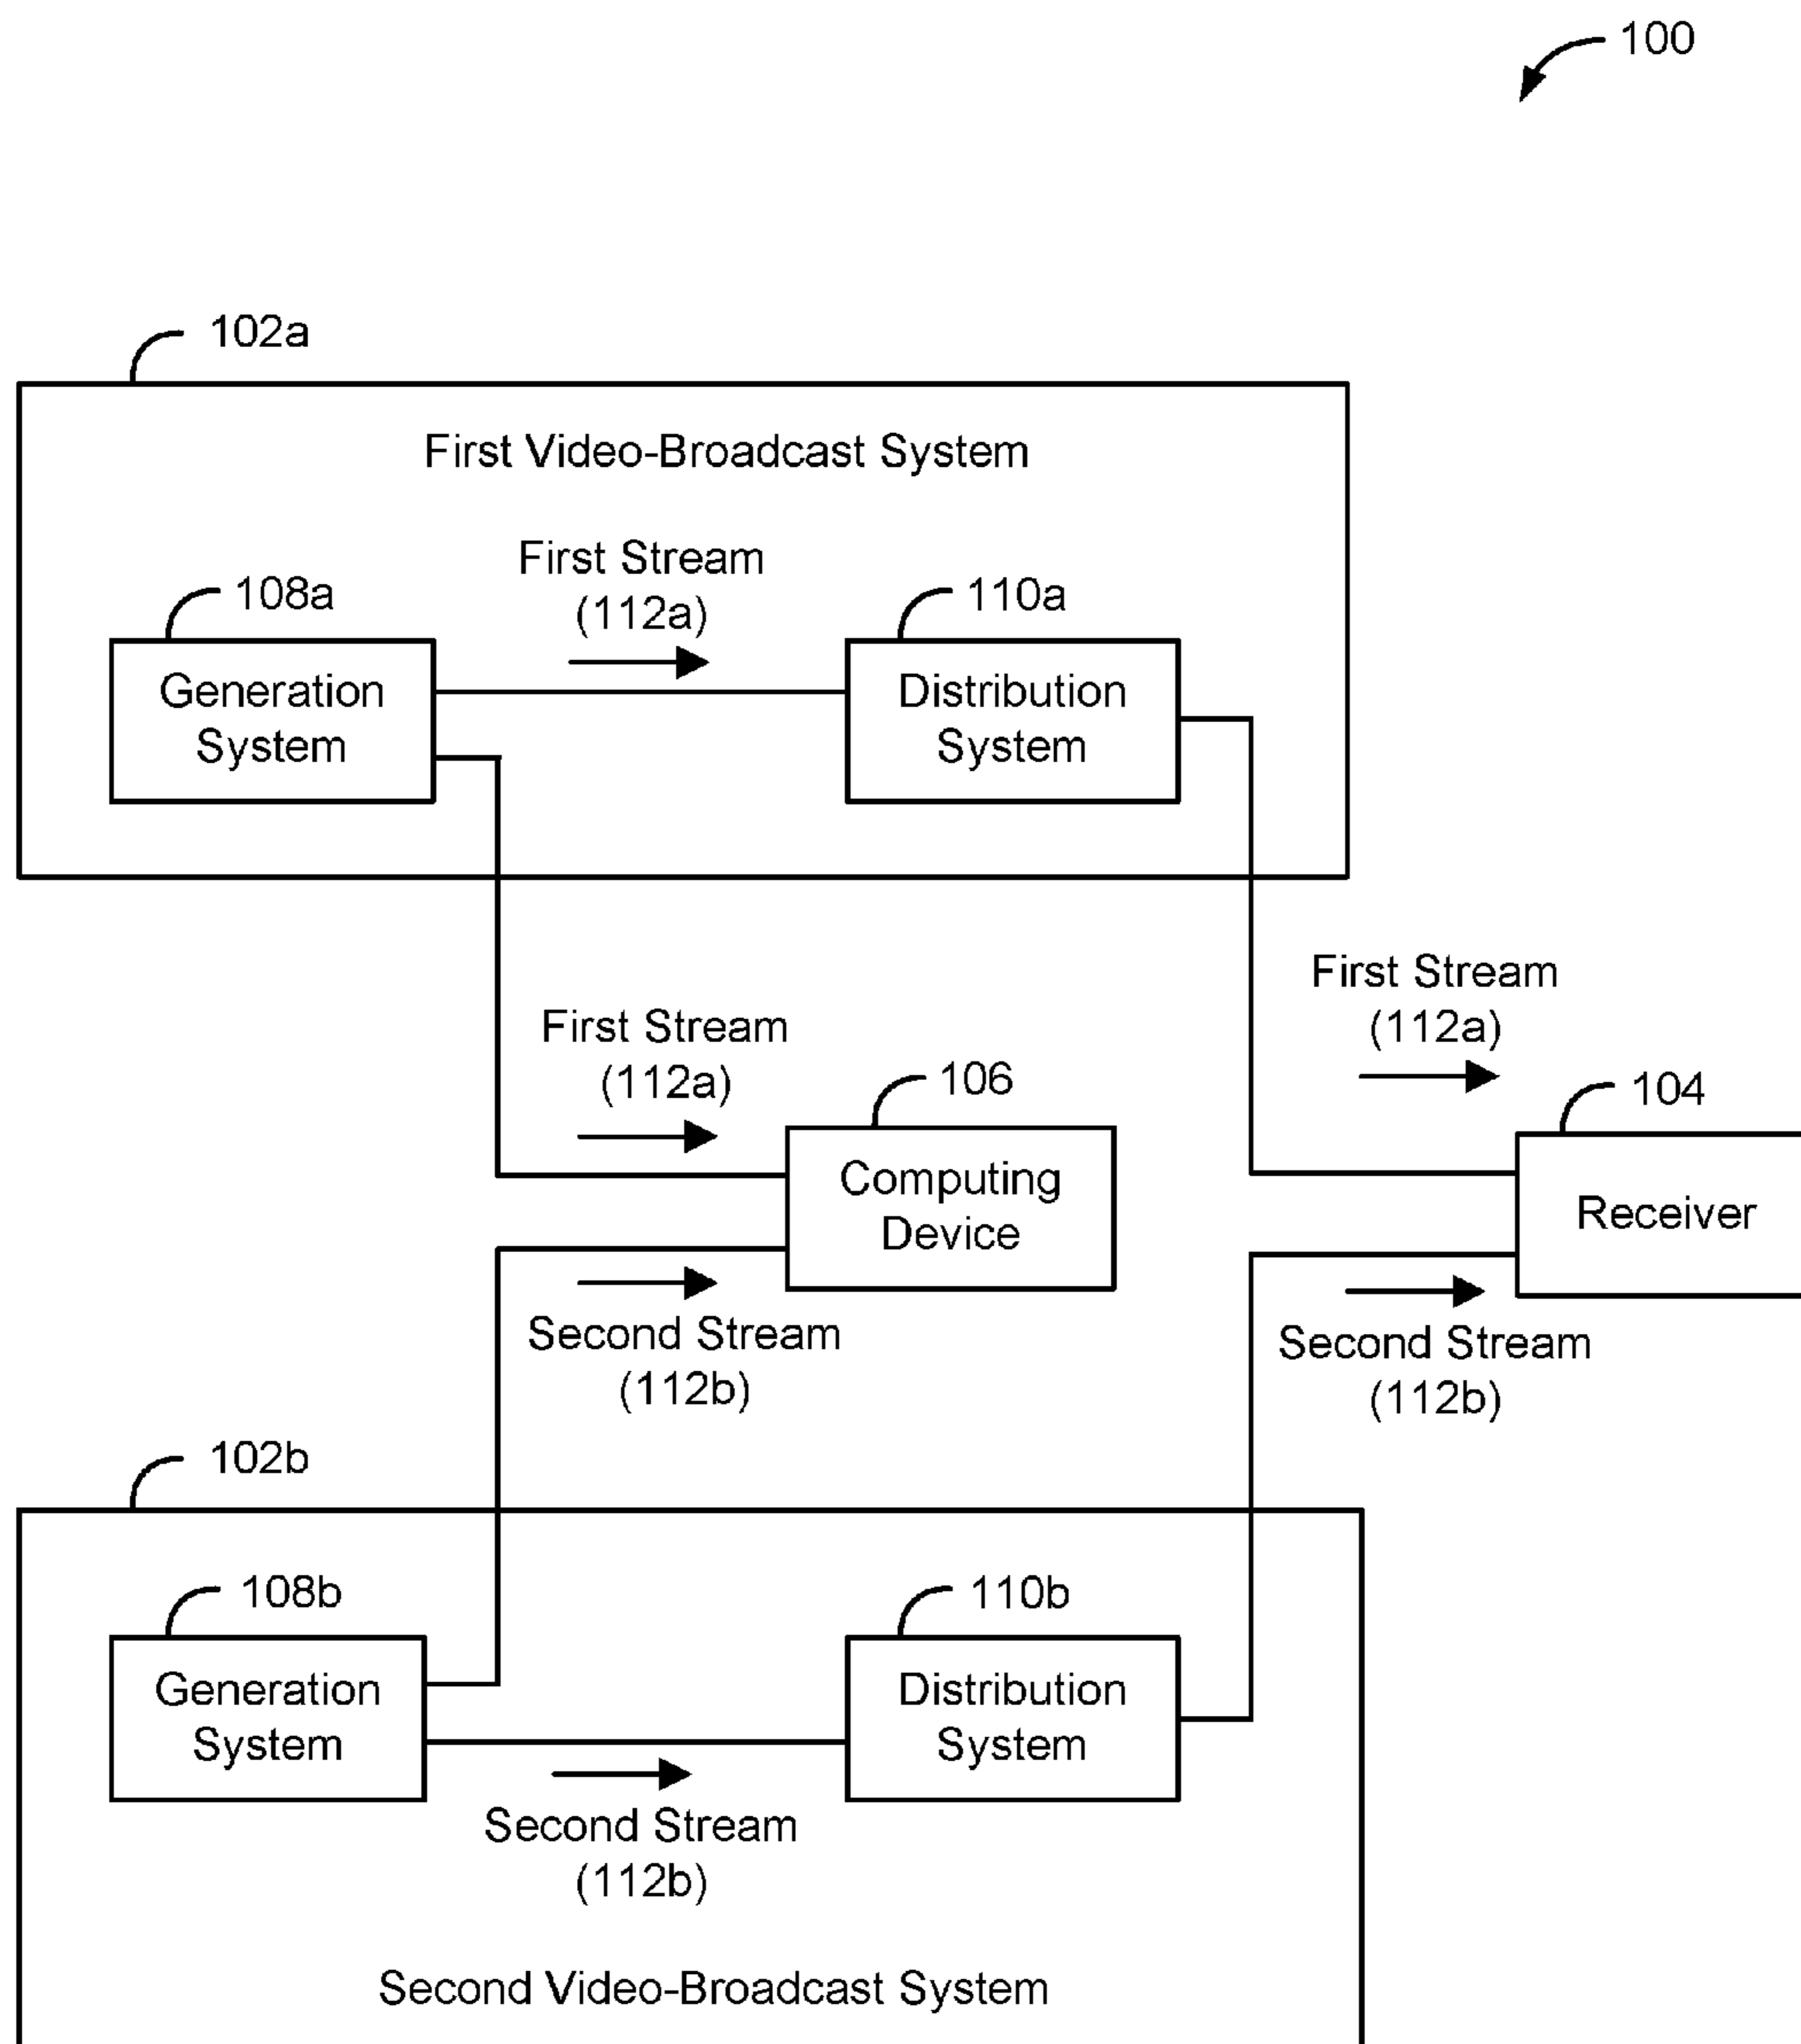 100
102a
First Video-Broadcast System
First Stream
(112a)
108a
110a
Generation
System
Distribution
System
First Stream
(112a)
First Stream
(112a)
106
104
Computing
Device
Receiver
Second Stream
(112b)
Second Stream
(112b)
102b
108b
110b
Generation
System
Distribution
System
Second Stream
(112b)
Second Video-Broadcast System